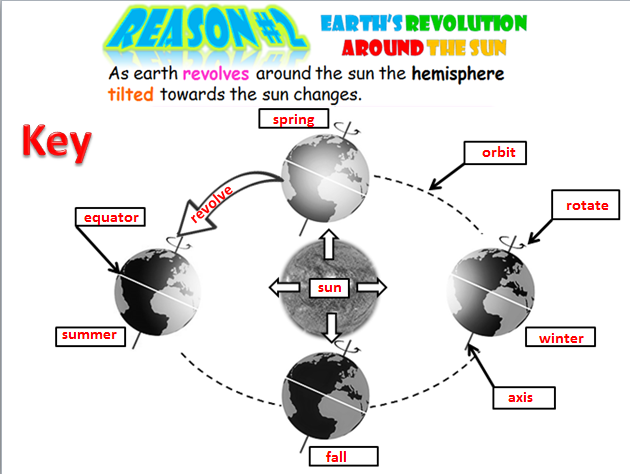 REASON #2
EARTH'S REVOLUTION
AROUND THE SUN
As earth revolves around the sun the hemisphere
tilted towards the sun changes.
Key
spring
orbit
rotate
equator
revolve
sun
summer
winter
axis
fall